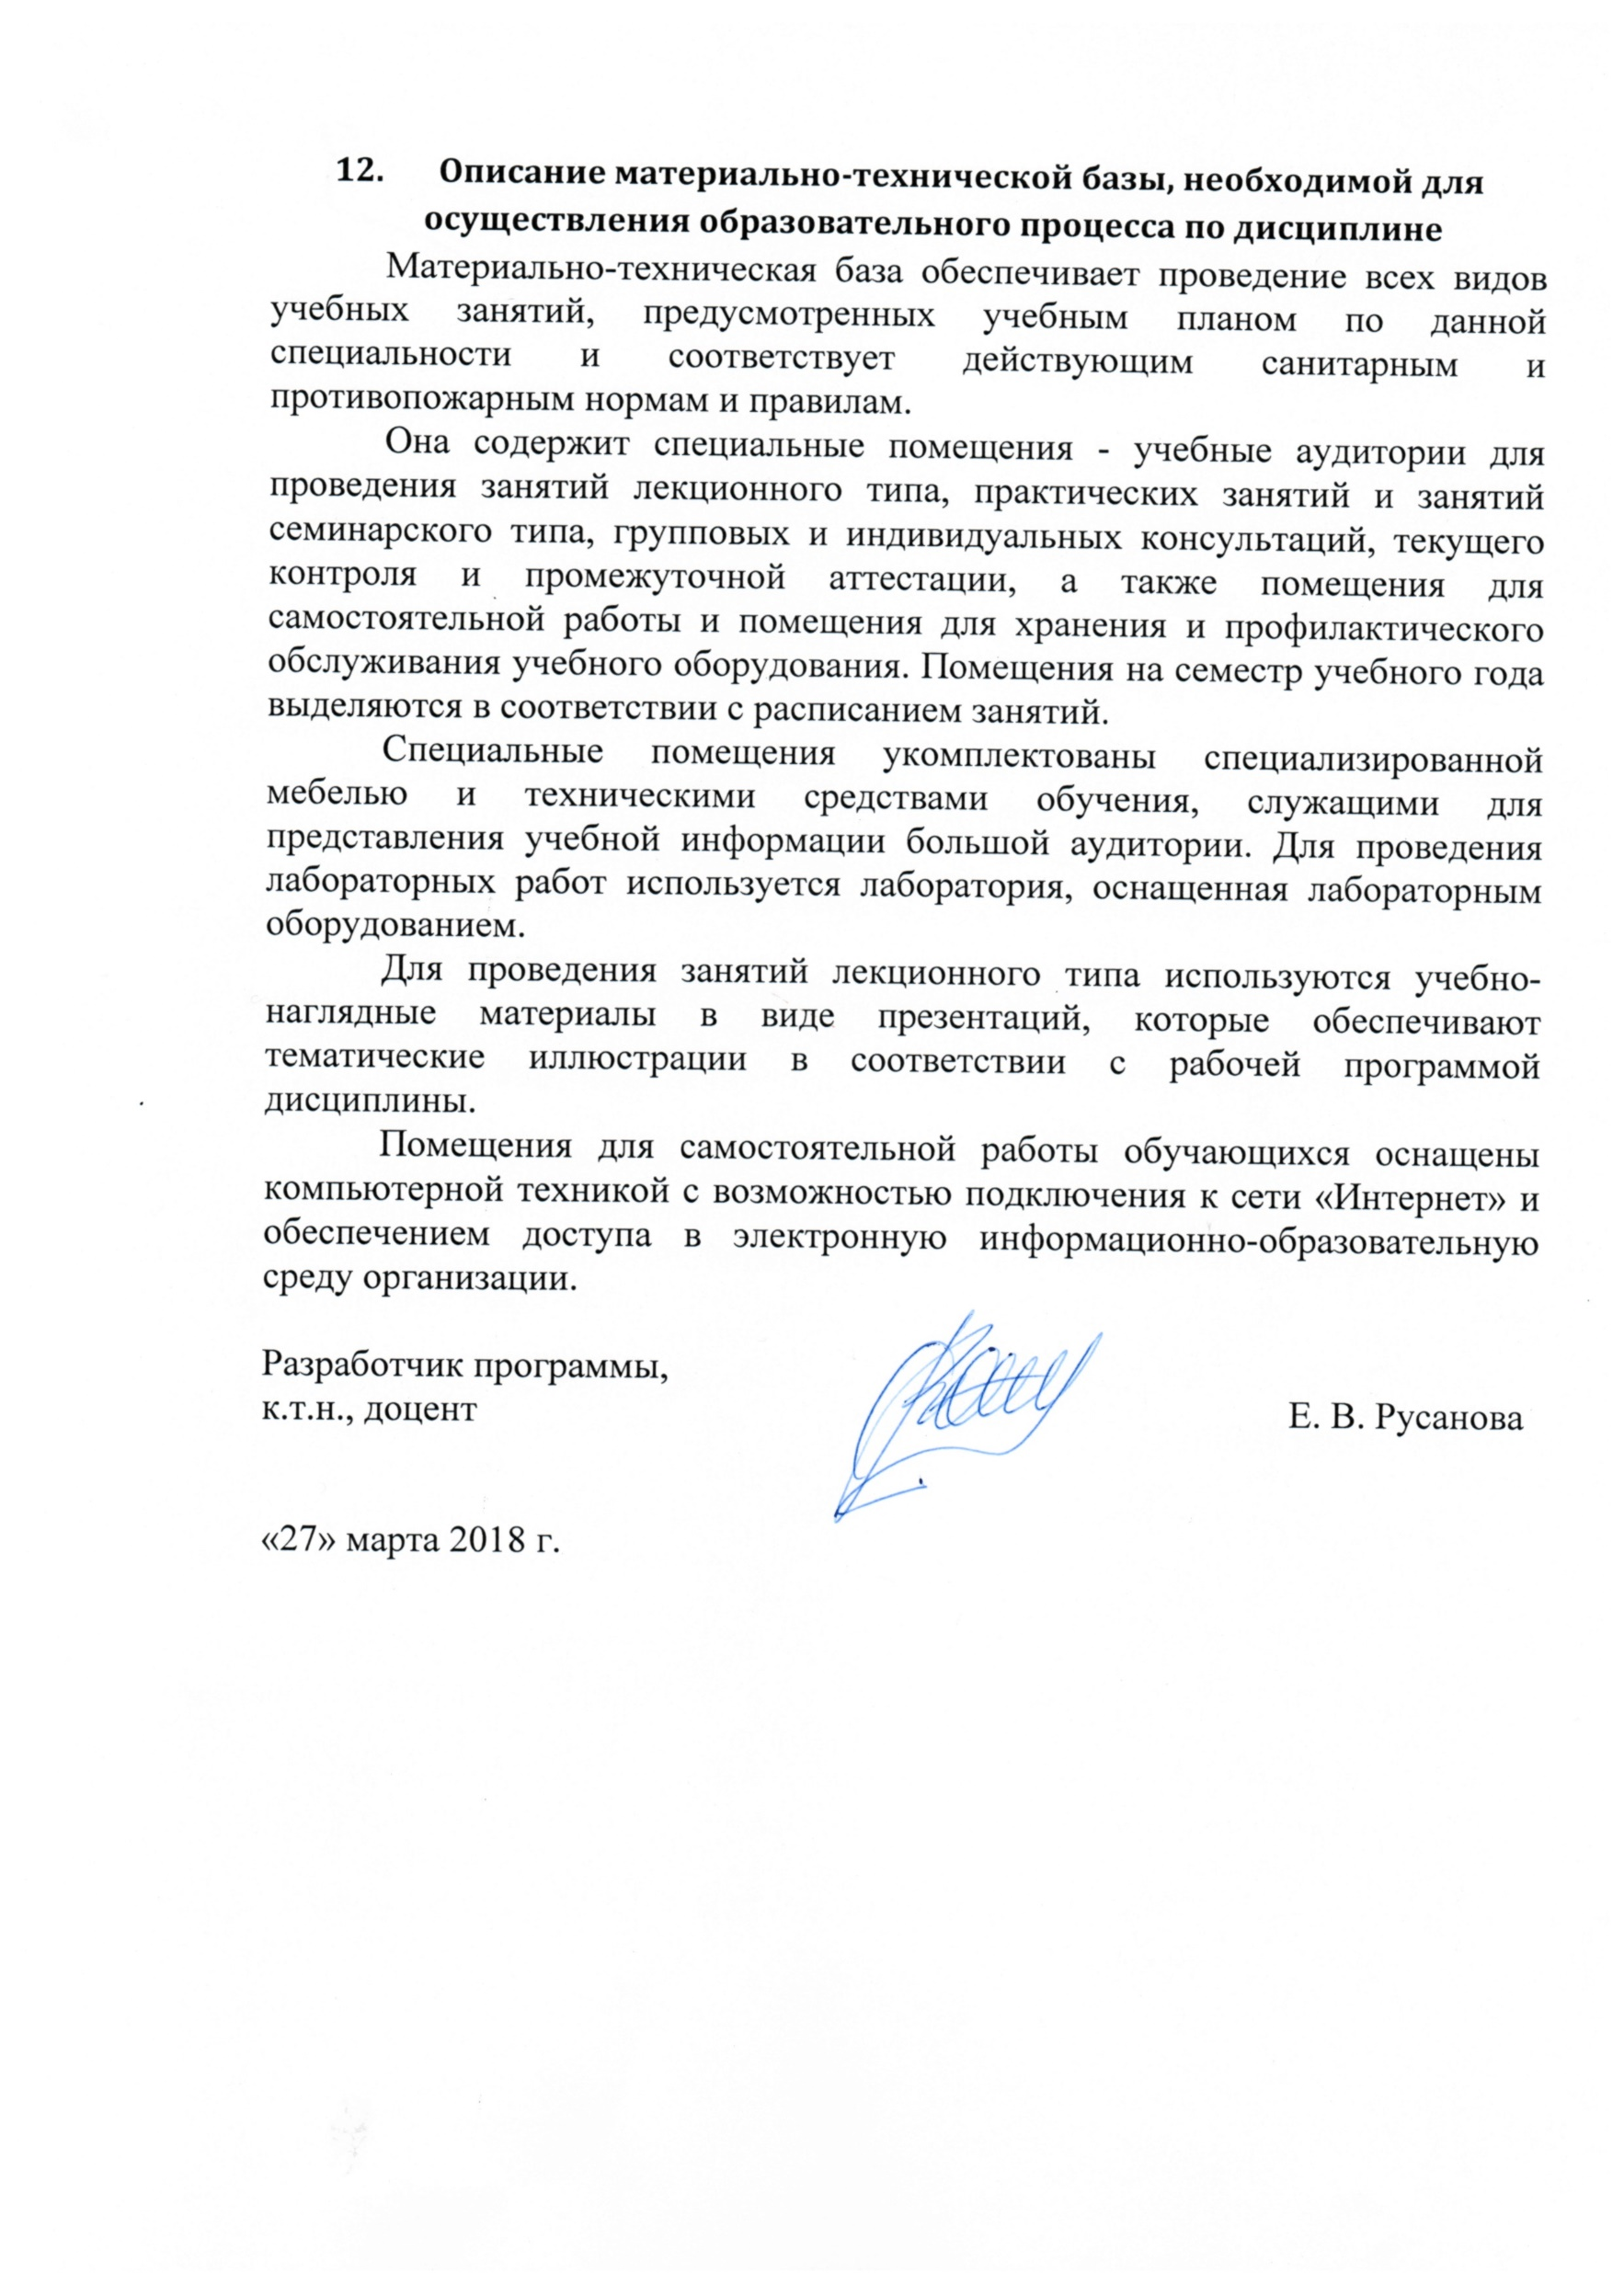 12. Описание материально-технической базы, необходимой для
осуществления образовательного процесса по дисциплине
Материально-техническая база обеспечивает проведение всех видов
учебных занятий, предусмотренных учебным планом по данной
специальности и соответствует действующим санитарным и
противопожарным нормам и правилам.
Она содержит специальные помещения - учебные аудитории для
проведения занятий лекционного типа, практических занятий и занятий
семинарского типа, групповых и индивидуальных консультаций, текущего
контроля и промежуточной аттестации, а также помещения для
самостоятельной работы и помещения для хранения и профилактического
обслуживания учебного оборудования. Помещения на семестр учебного года
выделяются в соответствии с расписанием занятий.
Специальные помещения укомплектованы специализированной
мебелью и техническими средствами обучения, служащими для
представления учебной информации большой аудитории. Для проведения
лабораторных работ используется лаборатория, оснащенная лабораторным
оборудованием.
Для проведения занятий лекционного типа используются учебно-
наглядные материалы в виде презентаций, которые обеспечивают
тематические иллюстрации в соответствии с рабочей программой
дисциплины.
Помещения для самостоятельной работы обучающихся оснащены
компьютерной техникой с возможностью подключения к сети «Интернет» и
обеспечением доступа в электронную информационно-образовательную
среду организации.
Разработчик программы,
к.т.н., доцент
Е. В. Русанова
«27» марта 2018 г.